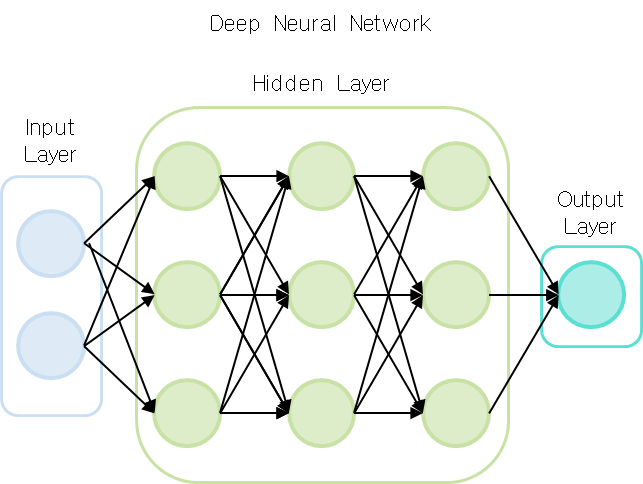 Deep Neural Network
Hidden Layer
Input
Layer
Output
Layer